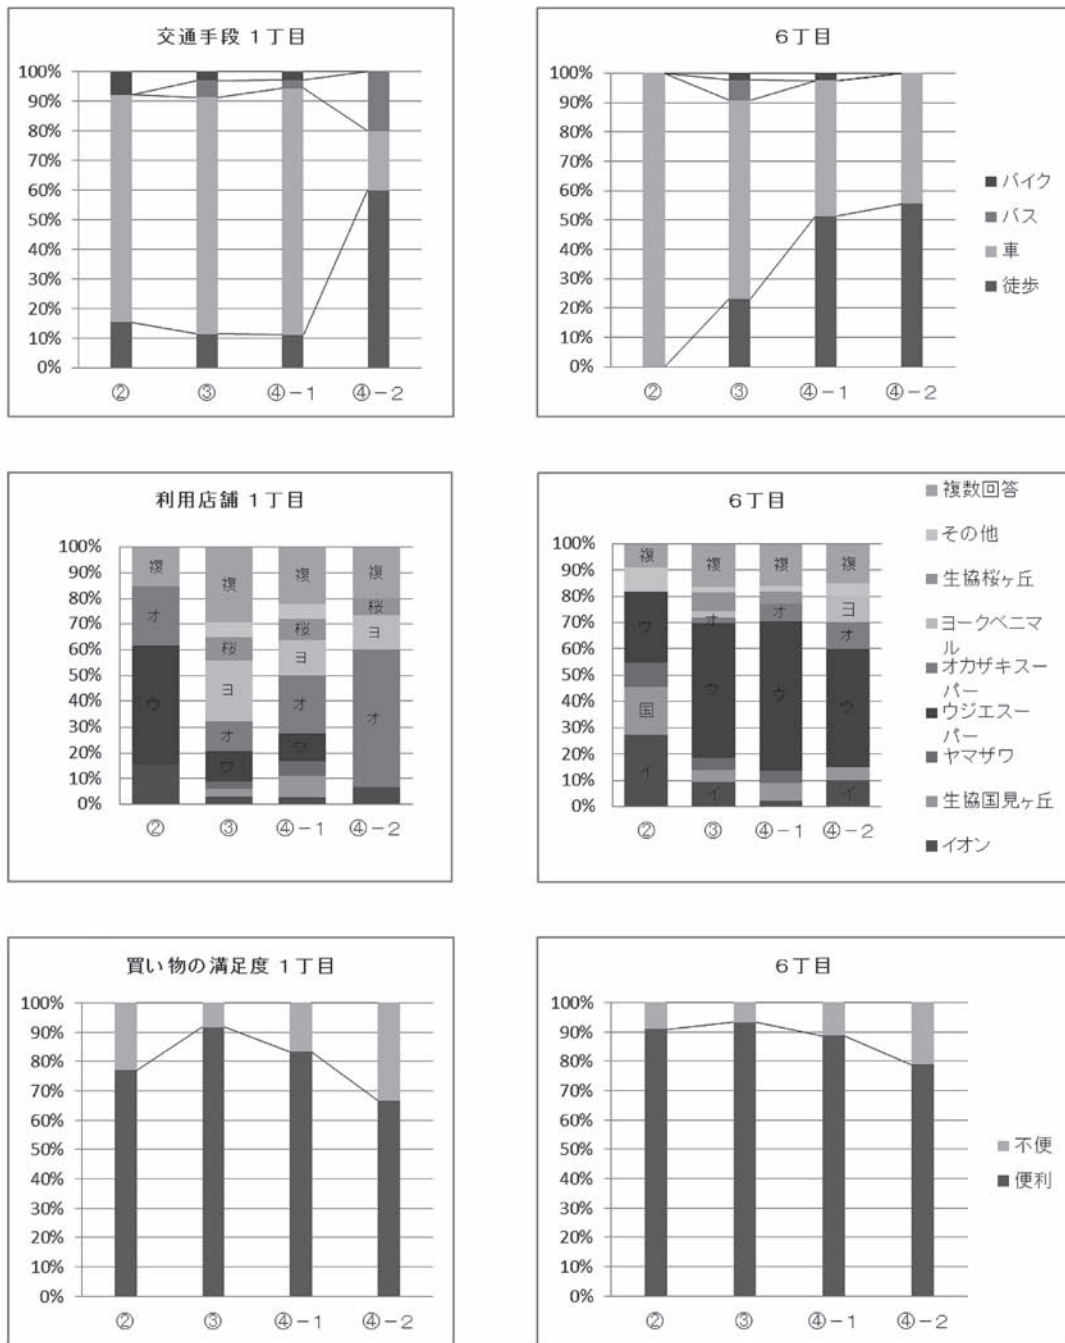 交通手段 1丁目
100%
90%
80%
70%
60%
50%
40%
30%
20%
10%
0%
②
③
④-1
④-2
6丁目
100%
90%
80%
70%
60%
50%
40%
30%
20%
10%
0%
②
③
④-1
④-2
バイク
バス
車
徒歩
利用店舗 1丁目
100%
90%
80%
70%
60%
50%
40%
30%
20%
10%
0%
複
オ
ウ
複
桜
ヨ
オ
ウ
複
桜
ヨ
オ
ウ
複
桜
ヨ
オ
②
③
④-1
④-2
6丁目
100%
90%
80%
70%
60%
50%
40%
30%
20%
10%
0%
複
ウ
国
イ
複
オ
ウ
イ
複
オ
ウ
複
ヨ
オ
ウ
イ
②
③
④-1
④-2
複数回答
その他
生協桜ヶ丘
ヨークベニマ
ル
オカザキスー
パー
ウジエスー
パー
ヤマザワ
生協国見ヶ丘
イオン
買い物の満足度 1丁目
100%
90%
80%
70%
60%
50%
40%
30%
20%
10%
0%
②
③
④-1
④-2
6丁目
100%
90%
80%
70%
60%
50%
40%
30%
20%
10%
0%
②
③
④-1
④-2
不便
便利